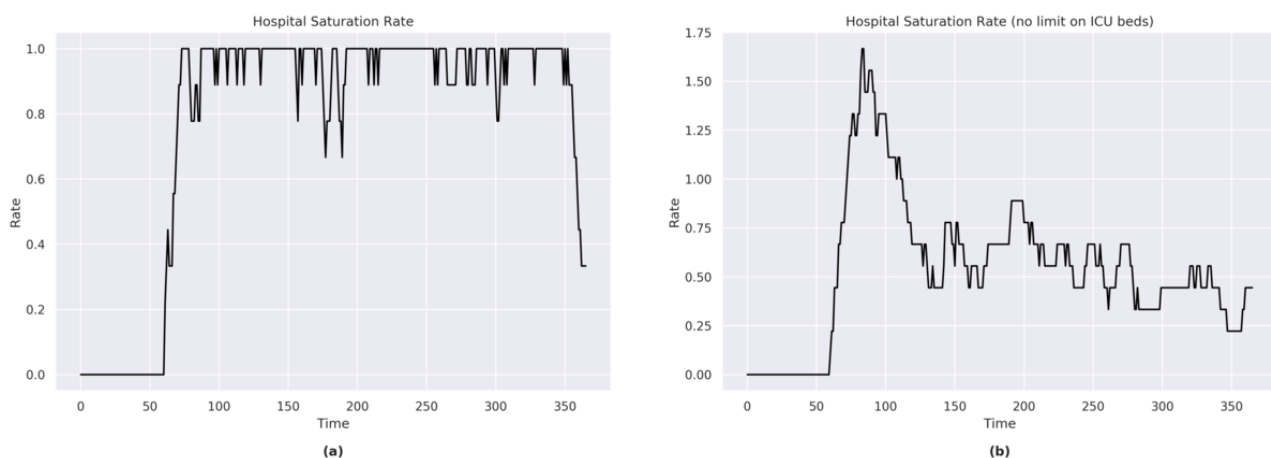 Hospital Saturation Rate
1.0
0.8
0.6
0.4
0.2
0.0
Rate
0 50 100 150 200 250 300 350
Time
(a)
Hospital Saturation Rate (no limit on ICU beds)
1.75
1.50
1.25
1.00
0.75
0.50
0.25
0.00
Rate
0 50 100 150 200 250 300 350
Time
(b)